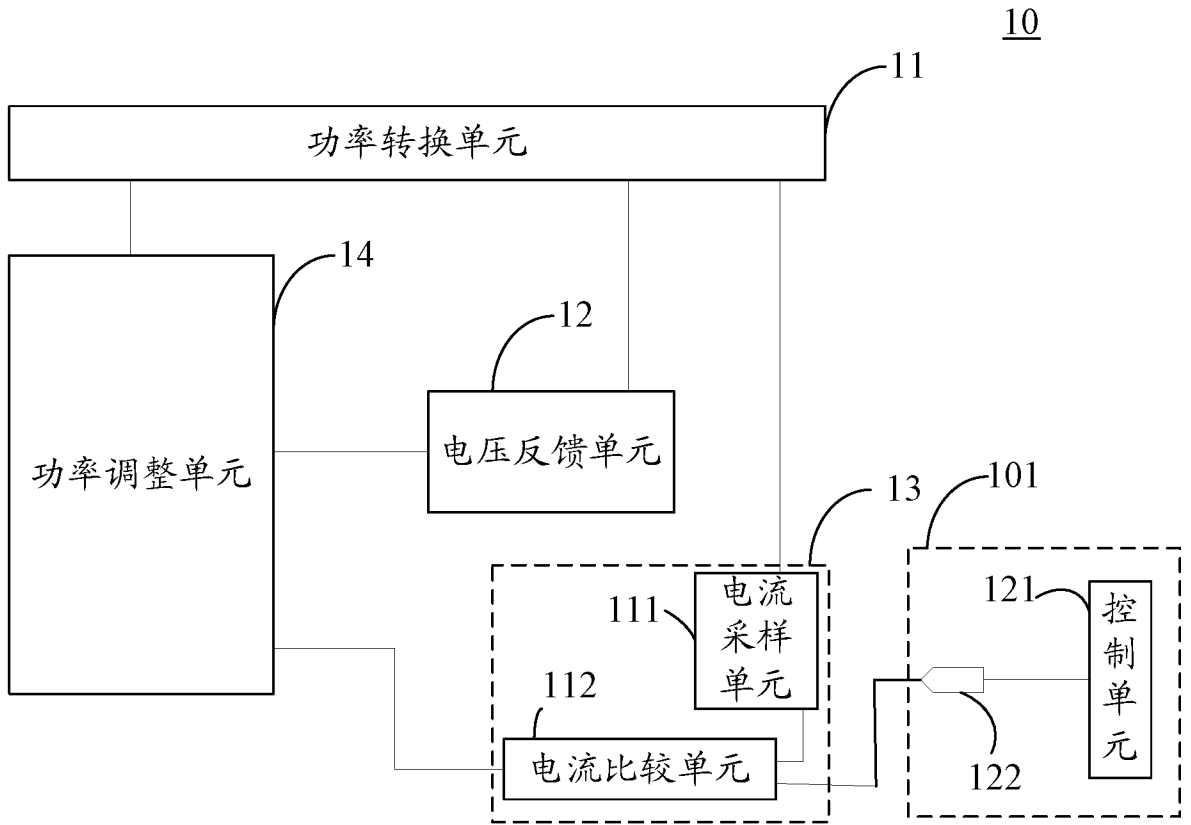 10
11
功率转换单元
14
12
功率调整单元
电压反馈单元
13
101
111
电流
采样
单元
121
控
制
单
元
112
电流比较单元
122